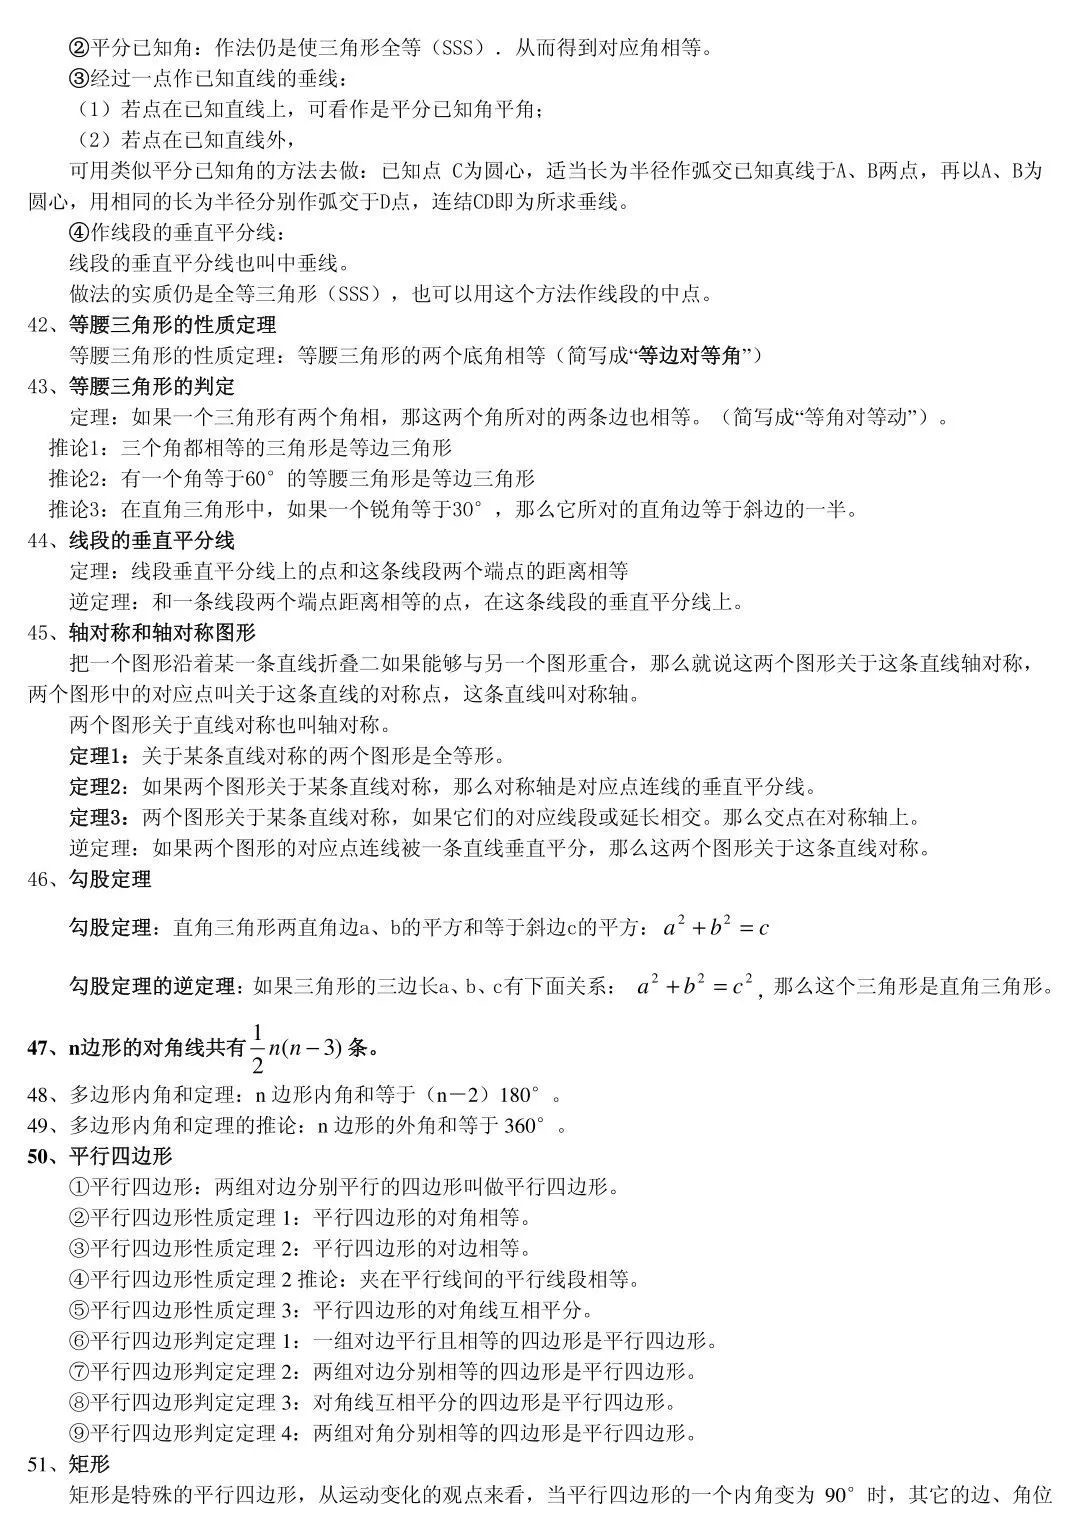 ②平分已知角：作法仍是使三角形全等（SSS）．从而得到对应角相等。
③经过一点作已知直线的垂线：
（1）若点在已知直线上，可看作是平分已知角平角；
（2）若点在已知直线外，
可用类似平分已知角的方法去做：已知点 C为圆心，适当长为半径作弧交已知真线于A、B两点，再以A、B为
圆心，用相同的长为半径分别作弧交于D点，连结CD即为所求垂线。
④作线段的垂直平分线：
线段的垂直平分线也叫中垂线。
做法的实质仍是全等三角形（SSS），也可以用这个方法作线段的中点。
42、等腰三角形的性质定理
等腰三角形的性质定理：等腰三角形的两个底角相等（简写成“等边对等角”）
43、等腰三角形的判定
定理：如果一个三角形有两个角相，那这两个角所对的两条边也相等。（简写成“等角对等动”）。
推论1：三个角都相等的三角形是等边三角形
推论2：有一个角等于60°的等腰三角形是等边三角形
推论3：在直角三角形中，如果一个锐角等于30°，那么它所对的直角边等于斜边的一半。
44、线段的垂直平分线
定理：线段垂直平分线上的点和这条线段两个端点的距离相等
逆定理：和一条线段两个端点距离相等的点，在这条线段的垂直平分线上。
45、轴对称和轴对称图形
把一个图形沿着某一条直线折叠二如果能够与另一个图形重合，那么就说这两个图形关于这条直线轴对称，
两个图形中的对应点叫关于这条直线的对称点，这条直线叫对称轴。
两个图形关于直线对称也叫轴对称。
定理1：关于某条直线对称的两个图形是全等形。
定理2：如果两个图形关于某条直线对称，那么对称轴是对应点连线的垂直平分线。
定理3：两个图形关于某条直线对称，如果它们的对应线段或延长相交。那么交点在对称轴上。
逆定理：如果两个图形的对应点连线被一条直线垂直平分，那么这两个图形关于这条直线对称。
46、勾股定理
勾股定理：直角三角形两直角边a、b的平方和等于斜边c的平方：a²+b²=c
勾股定理的逆定理：如果三角形的三边长a、b、c有下面关系： a²+b²=c²，那么这个三角形是直角三角形。
47、n边形的对角线共有 1/2 n(n−3) 条。
48、多边形内角和定理：n 边形内角和等于（n－2）180°。
49、多边形内角和定理的推论：n 边形的外角和等于 360°。
50、平行四边形
①平行四边形：两组对边分别平行的四边形叫做平行四边形。
②平行四边形性质定理 1：平行四边形的对角相等。
③平行四边形性质定理 2：平行四边形的对边相等。
④平行四边形性质定理 2 推论：夹在平行线间的平行线段相等。
⑤平行四边形性质定理 3：平行四边形的对角线互相平分。
⑥平行四边形判定定理 1：一组对边平行且相等的四边形是平行四边形。
⑦平行四边形判定定理 2：两组对边分别相等的四边形是平行四边形。
⑧平行四边形判定定理 3：对角线互相平分的四边形是平行四边形。
⑨平行四边形判定定理 4：两组对角分别相等的四边形是平行四边形。
51、矩形
矩形是特殊的平行四边形，从运动变化的观点来看，当平行四边形的一个内角变为 90°时，其它的边、角位